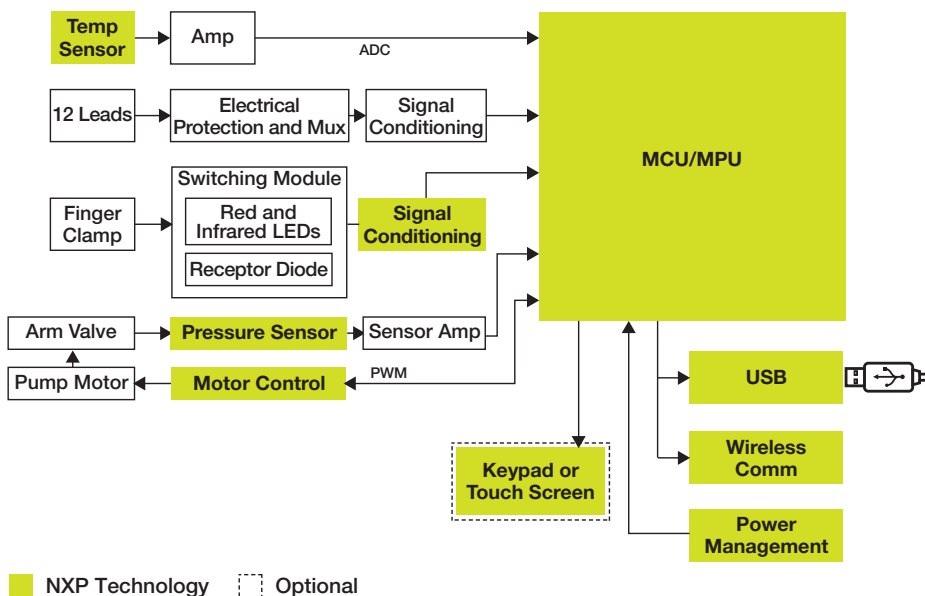 Temp
Sensor
Amp
ADC
12 Leads
Electrical
Protection and Mux
Signal
Conditioning
MCU/MPU
Finger
Clamp
Switching Module
Red and
Infrared LEDs
Receptor Diode
Signal
Conditioning
Arm Valve
Pressure Sensor
Sensor Amp
Pump Motor
Motor Control
PWM
USB
Keypad or
Touch Screen
Wireless
Comm
Power
Management
NXP Technology
Optional